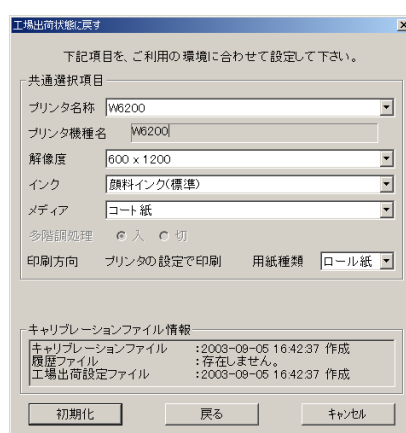 工場出荷状態に戻す
下記項目を、ご利用の環境に合わせて設定して下さい。
共通選択項目
プリンタ名称 W6200
プリンタ機種名 W6200
解像度 600 x 1200
インク 顔料インク(標準)
メディア コート紙
多階調処理 入 切
印刷方向 プリンタの設定で印刷 用紙種類 ロール紙
キャリブレーションファイル情報
キャリブレーションファイル :2003-09-05 16:42:37 作成
履歴ファイル :存在しません。
工場出荷設定ファイル :2003-09-05 16:42:37 作成
初期化 戻る キャンセル